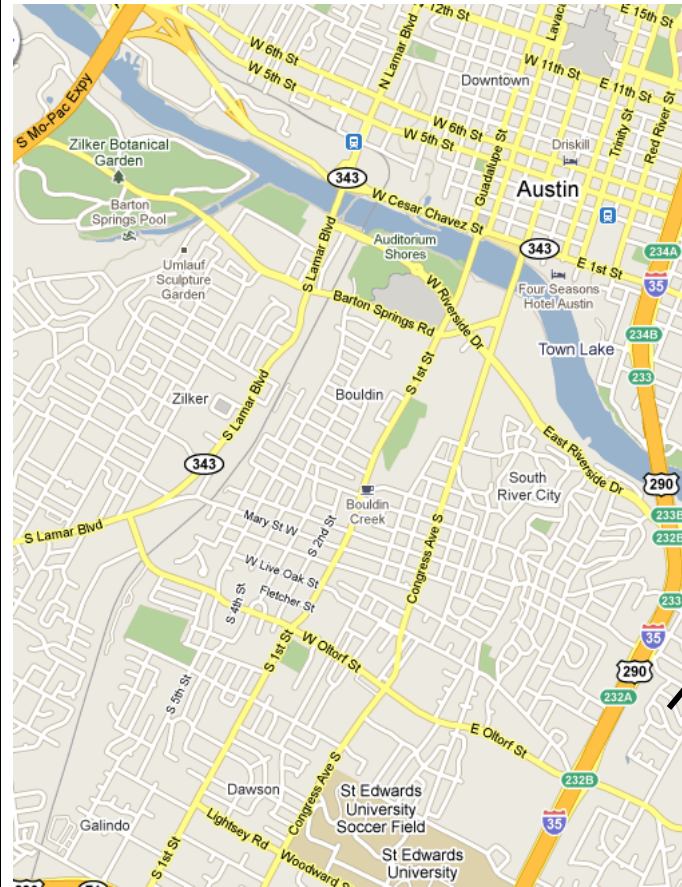 12th St
E 15th St
Lavaca
N Lamar Blvd
W 6th St
W 11th St
W 5th St
Downtown
E 11th St
S Mo-Pac Expy
Trinity St
Red River St
W 6th St
W 5th St
Zilker Botanical
Garden
Driskill
Guadalupe St
343
Austin
Barton
Springs Pool
W Cesar Chavez St
S Lamar Blvd
Auditorium
Shores
343
234A
Umlauf
Sculpture
Garden
E 1st St
35
W Riverside Dr
Four Seasons
Hotel Austin
Barton Springs Rd
234B
Town Lake
S 1st St
233
Zilker
Bouldin
S Lamar Blvd
343
East Riverside Dr
South
River City
290
Bouldin
Creek
233B
S Lamar Blvd
Mary St W
S 2nd St
232B
Congress Ave S
W Live Oak St
Fletcher St
S 4th St
233
35
S 1st St
W Oltorf St
290
S 5th St
232A
E Oltorf St
232B
Dawson
St Edwards
University
Soccer Field
Congress Ave S
Galindo
Lightsey Rd
35
S 1st St
Woodward S
St Edwards
University